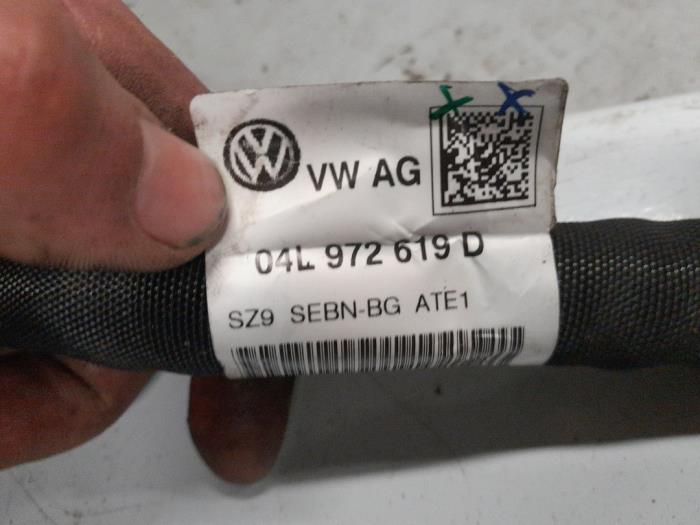 VW AG
04L 972 619 D
SZ9 SEBN-BG ATE1